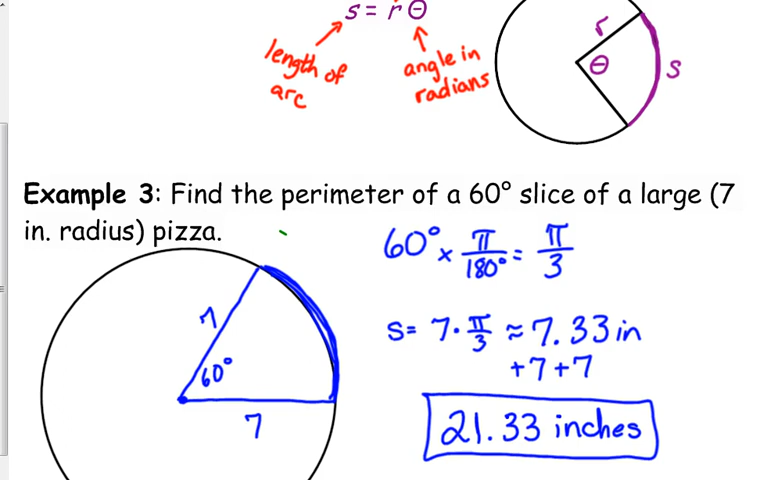 s = rθ
length of
arc
angle in
radians
r
θ
s
Example 3: Find the perimeter of a 60° slice of a large (7
in. radius) pizza.
60° × π/180° = π/3
7
60°
7
s = 7 · π/3 ≈ 7.33 in
+7+7
21.33 inches